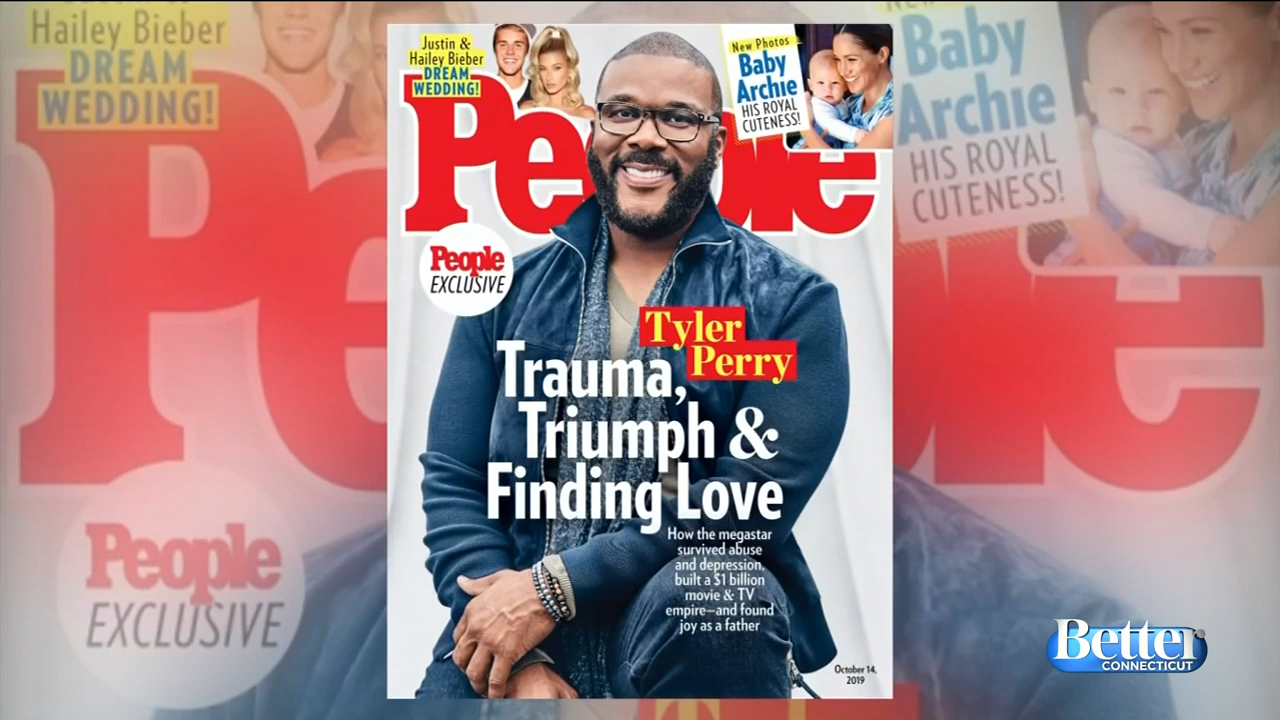 Justin &
Hailey Bieber
DREAM
WEDDING!
New Photos
Baby
Archie
HIS ROYAL
CUTENESS!
People
People
EXCLUSIVE
Tyler
Perry
Trauma,
Triumph &
Finding Love
How the megastar
survived abuse
and depression,
built a $1 billion
movie & TV
empire—and found
joy as a father
October 14,
2019
Hailey Bieber
DREAM
WEDDING!
New Photos
Baby
Archie
HIS ROYAL
CUTENESS!
People
EXCLUSIVE
Better
CONNECTICUT